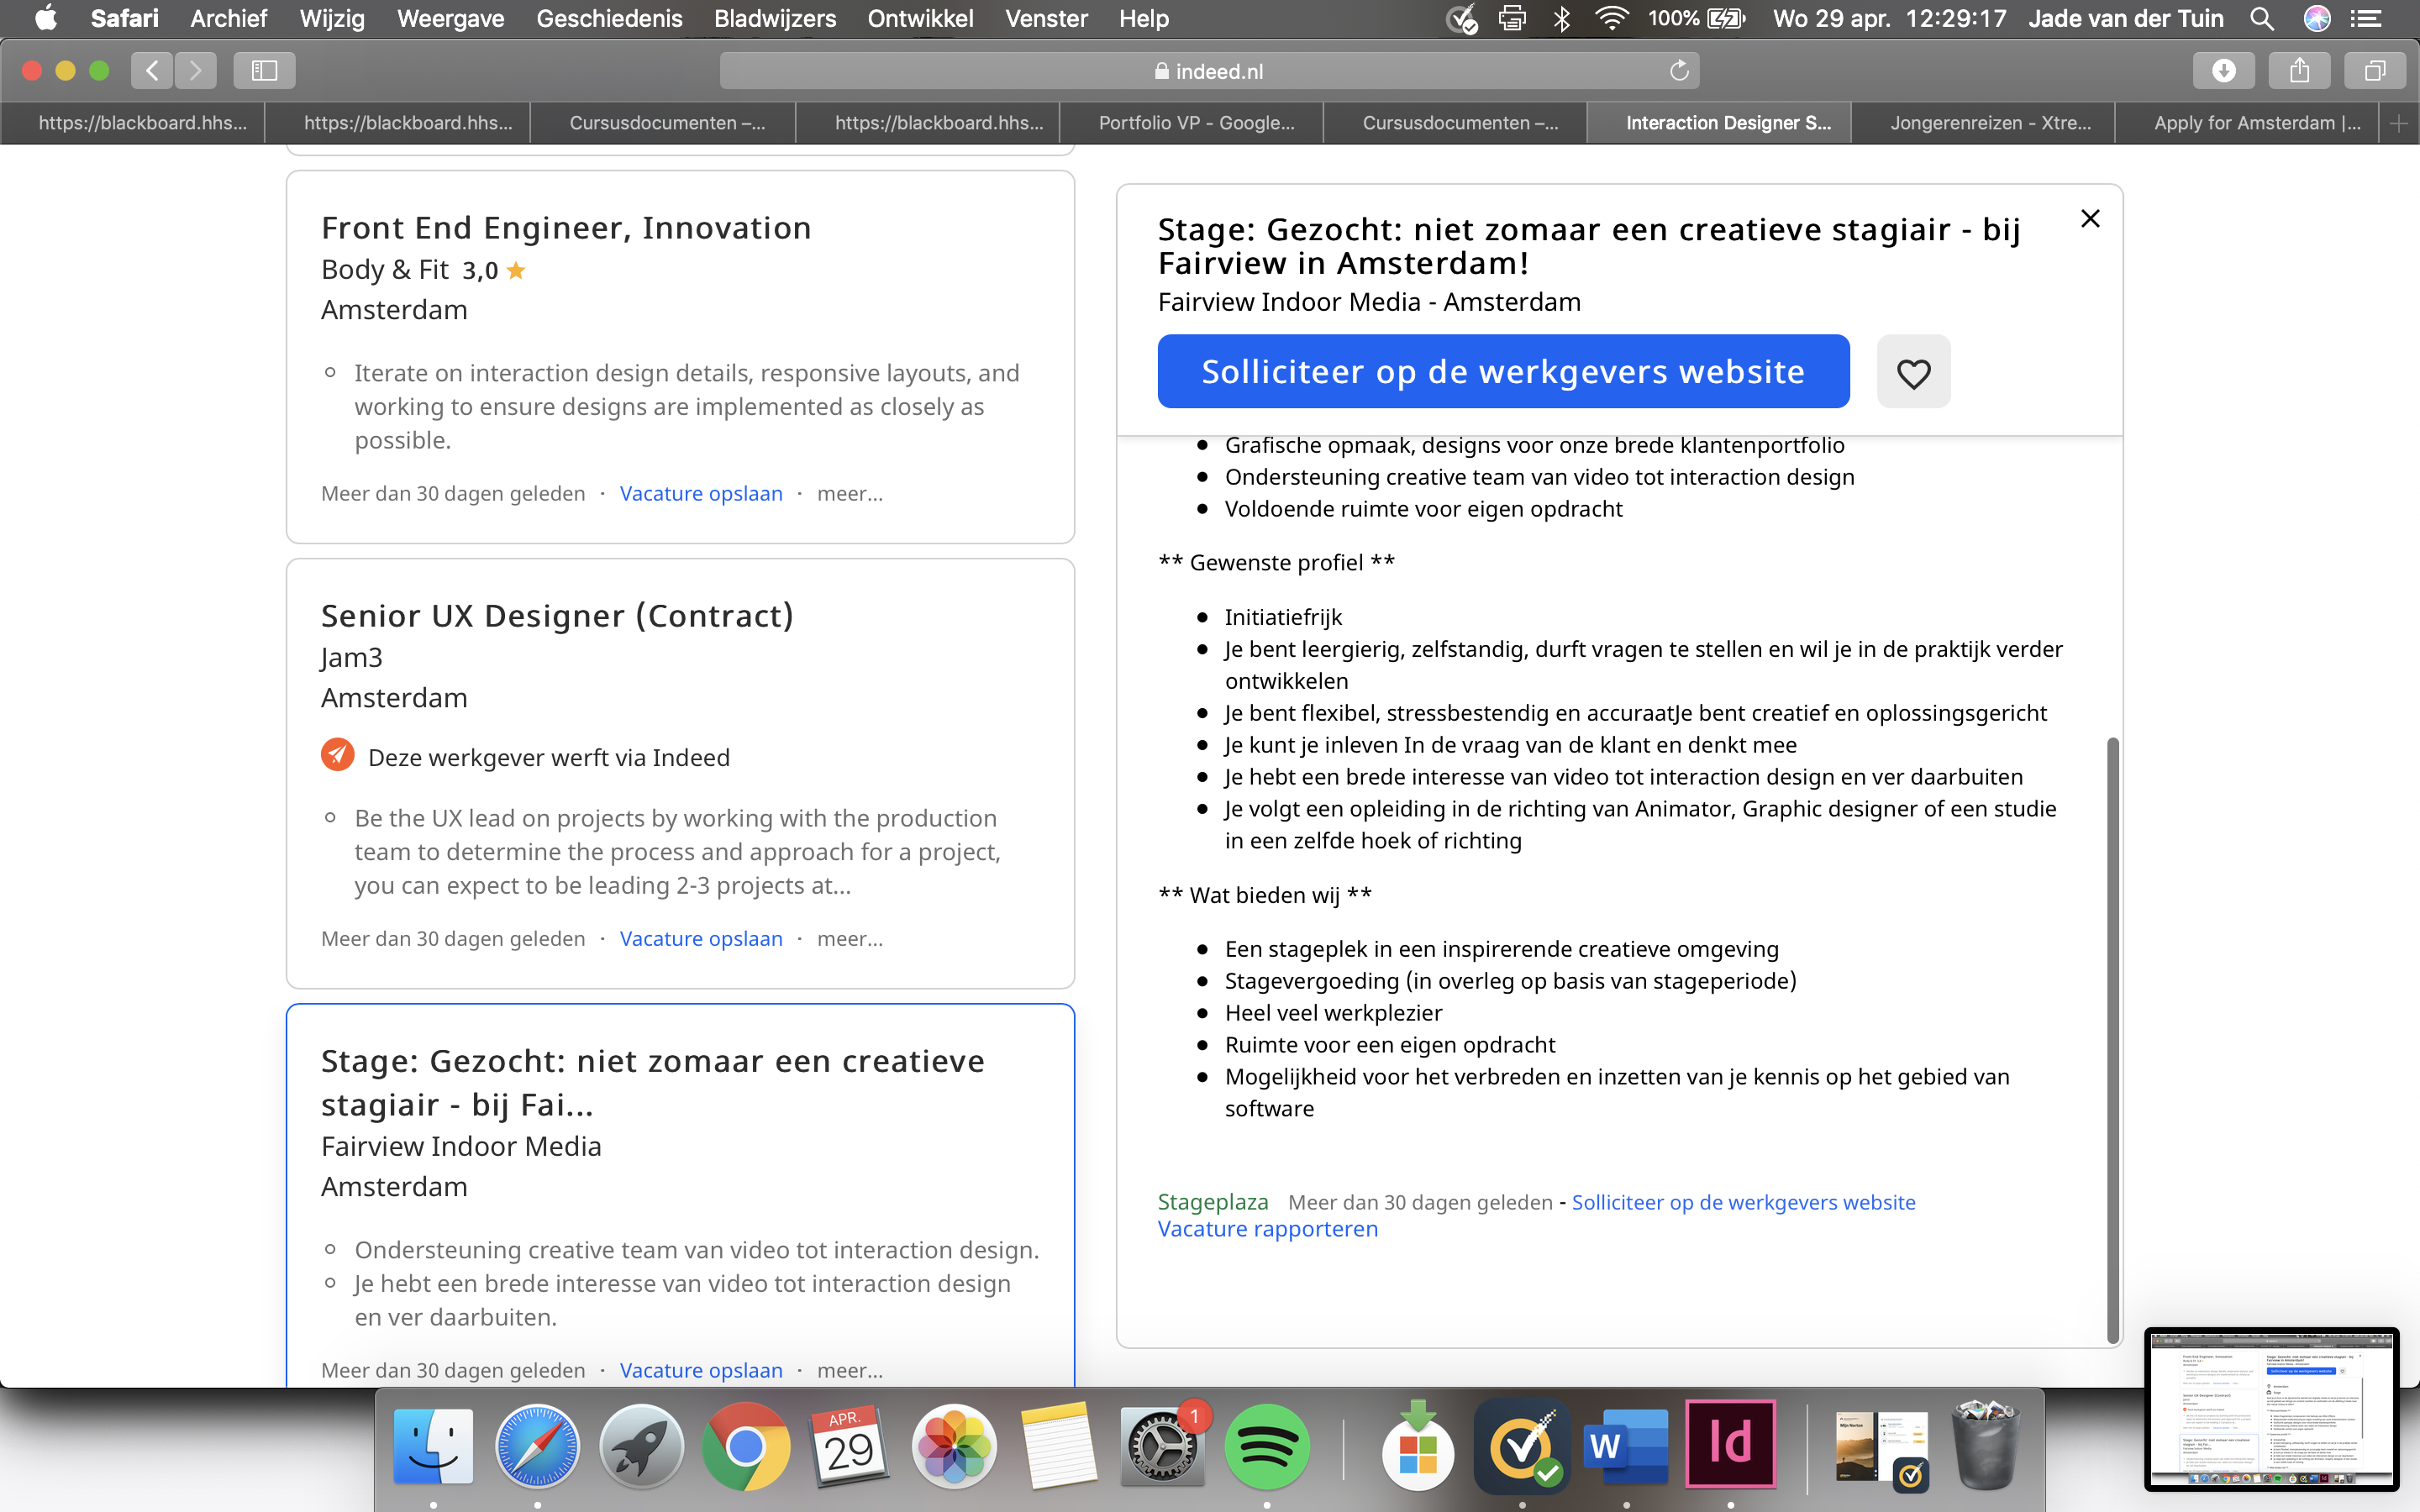 Safari Archief Wijzig Weergave Geschiedenis Bladwijzers Ontwikkel Venster Help 100% Wo 29 apr. 12:29:17 Jade van der Tuin
indeed.nl
https://blackboard.hhs... https://blackboard.hhs... Cursusdocumenten –... https://blackboard.hhs... Portfolio VP - Google... Cursusdocumenten –... Interaction Designer S... Jongerenreizen - Xtre... Apply for Amsterdam |...
Front End Engineer, Innovation
Body & Fit 3,0
Amsterdam
Iterate on interaction design details, responsive layouts, and
working to ensure designs are implemented as closely as
possible.
Meer dan 30 dagen geleden · Vacature opslaan · meer...
Senior UX Designer (Contract)
Jam3
Amsterdam
Deze werkgever werft via Indeed
Be the UX lead on projects by working with the production
team to determine the process and approach for a project,
you can expect to be leading 2-3 projects at...
Meer dan 30 dagen geleden · Vacature opslaan · meer...
Stage: Gezocht: niet zomaar een creatieve
stagiair - bij Fai...
Fairview Indoor Media
Amsterdam
Ondersteuning creative team van video tot interaction design.
Je hebt een brede interesse van video tot interaction design
en ver daarbuiten.
Meer dan 30 dagen geleden · Vacature opslaan · meer...
Stage: Gezocht: niet zomaar een creatieve stagiair - bij
Fairview in Amsterdam!
Fairview Indoor Media - Amsterdam
Solliciteer op de werkgevers website
Grafische opmaak, designs voor onze brede klantenportfolio
Ondersteuning creative team van video tot interaction design
Voldoende ruimte voor eigen opdracht
** Gewenste profiel **
Initiatiefrijk
Je bent leergierig, zelfstandig, durft vragen te stellen en wil je in de praktijk verder
ontwikkelen
Je bent flexibel, stressbestendig en accuraatJe bent creatief en oplossingsgericht
Je kunt je inleven In de vraag van de klant en denkt mee
Je hebt een brede interesse van video tot interaction design en ver daarbuiten
Je volgt een opleiding in de richting van Animator, Graphic designer of een studie
in een zelfde hoek of richting
** Wat bieden wij **
Een stageplek in een inspirerende creatieve omgeving
Stagevergoeding (in overleg op basis van stageperiode)
Heel veel werkplezier
Ruimte voor een eigen opdracht
Mogelijkheid voor het verbreden en inzetten van je kennis op het gebied van
software
Stageplaza Meer dan 30 dagen geleden - Solliciteer op de werkgevers website
Vacature rapporteren
APR.
29
1
W
Id